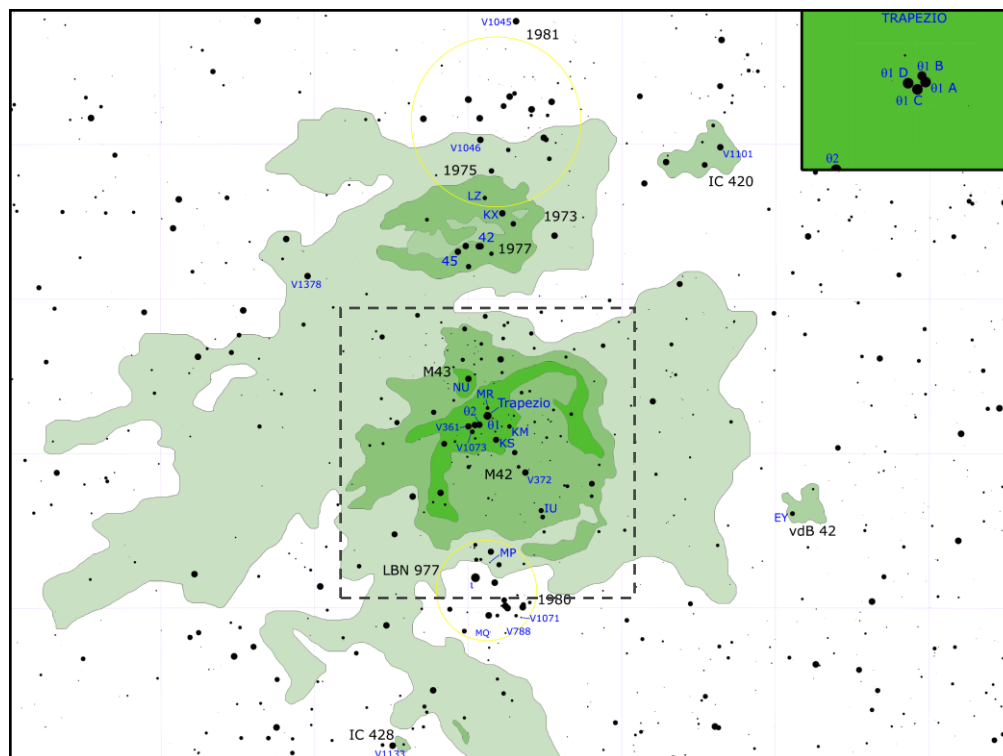 V1045
1981
TRAPEZIO
θ1 B
θ1 D
θ1 A
θ1 C
θ2
V1046
V1101
1975
IC 420
LZ
KX
1973
42
1977
45
V1378
M43
NU
MR
Trapezio
θ2
θ1
V361
KM
V1073
KS
M42
V372
IU
EY
vdB 42
MP
LBN 977
ι
1980
V1071
MQ
V788
IC 428
V1133